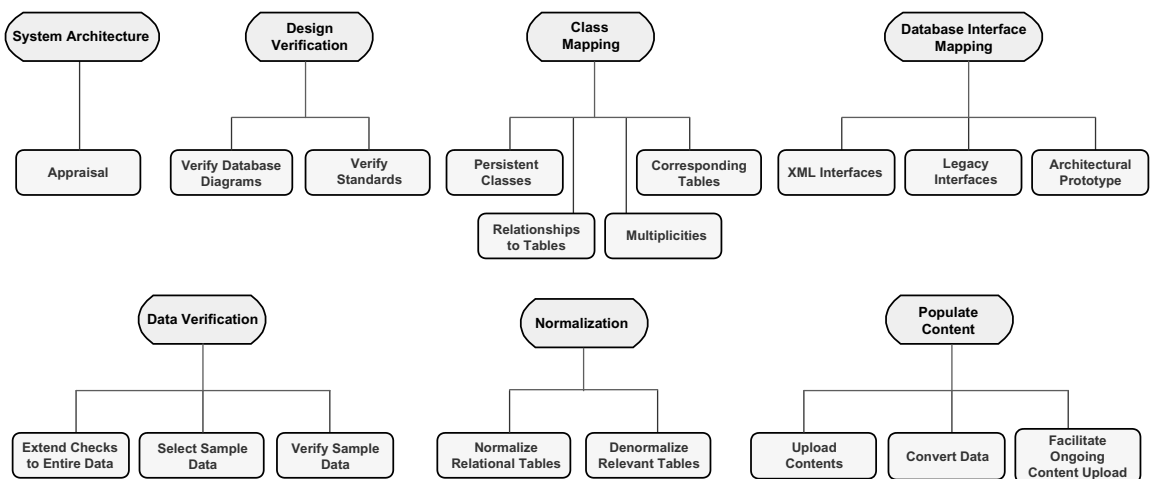 System Architecture
Design
Verification
Class
Mapping
Database Interface
Mapping
Appraisal
Verify Database
Diagrams
Verify
Standards
Persistent
Classes
Corresponding
Tables
XML Interfaces
Legacy
Interfaces
Architectural
Prototype
Relationships
to Tables
Multiplicities
Data Verification
Normalization
Populate
Content
Extend Checks
to Entire Data
Select Sample
Data
Verify Sample
Data
Normalize
Relational Tables
Denormalize
Relevant Tables
Upload
Contents
Convert Data
Facilitate
Ongoing
Content Upload